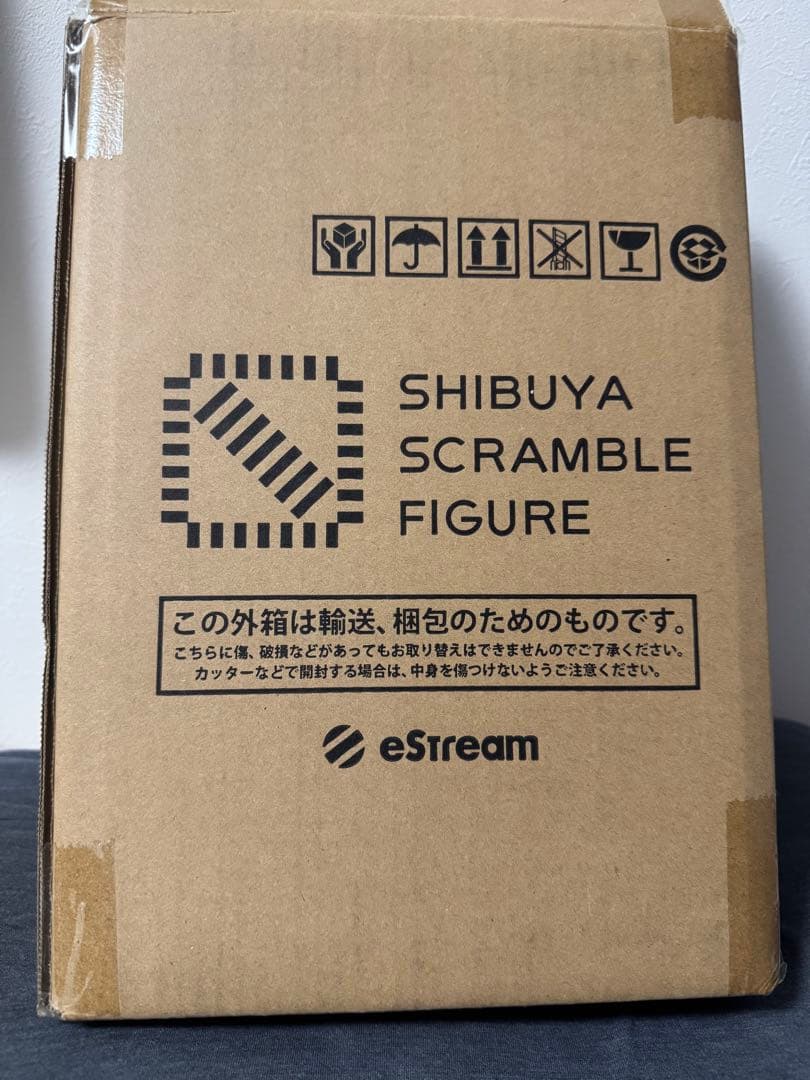 SHIBUYA
SCRAMBLE
FIGURE
この外箱は輸送、梱包のためのものです。
こちらに傷、破損などがあってもお取り替えはできませんのでご了承ください。
カッターなどで開封する場合は、中身を傷つけないようご注意ください。
eStream